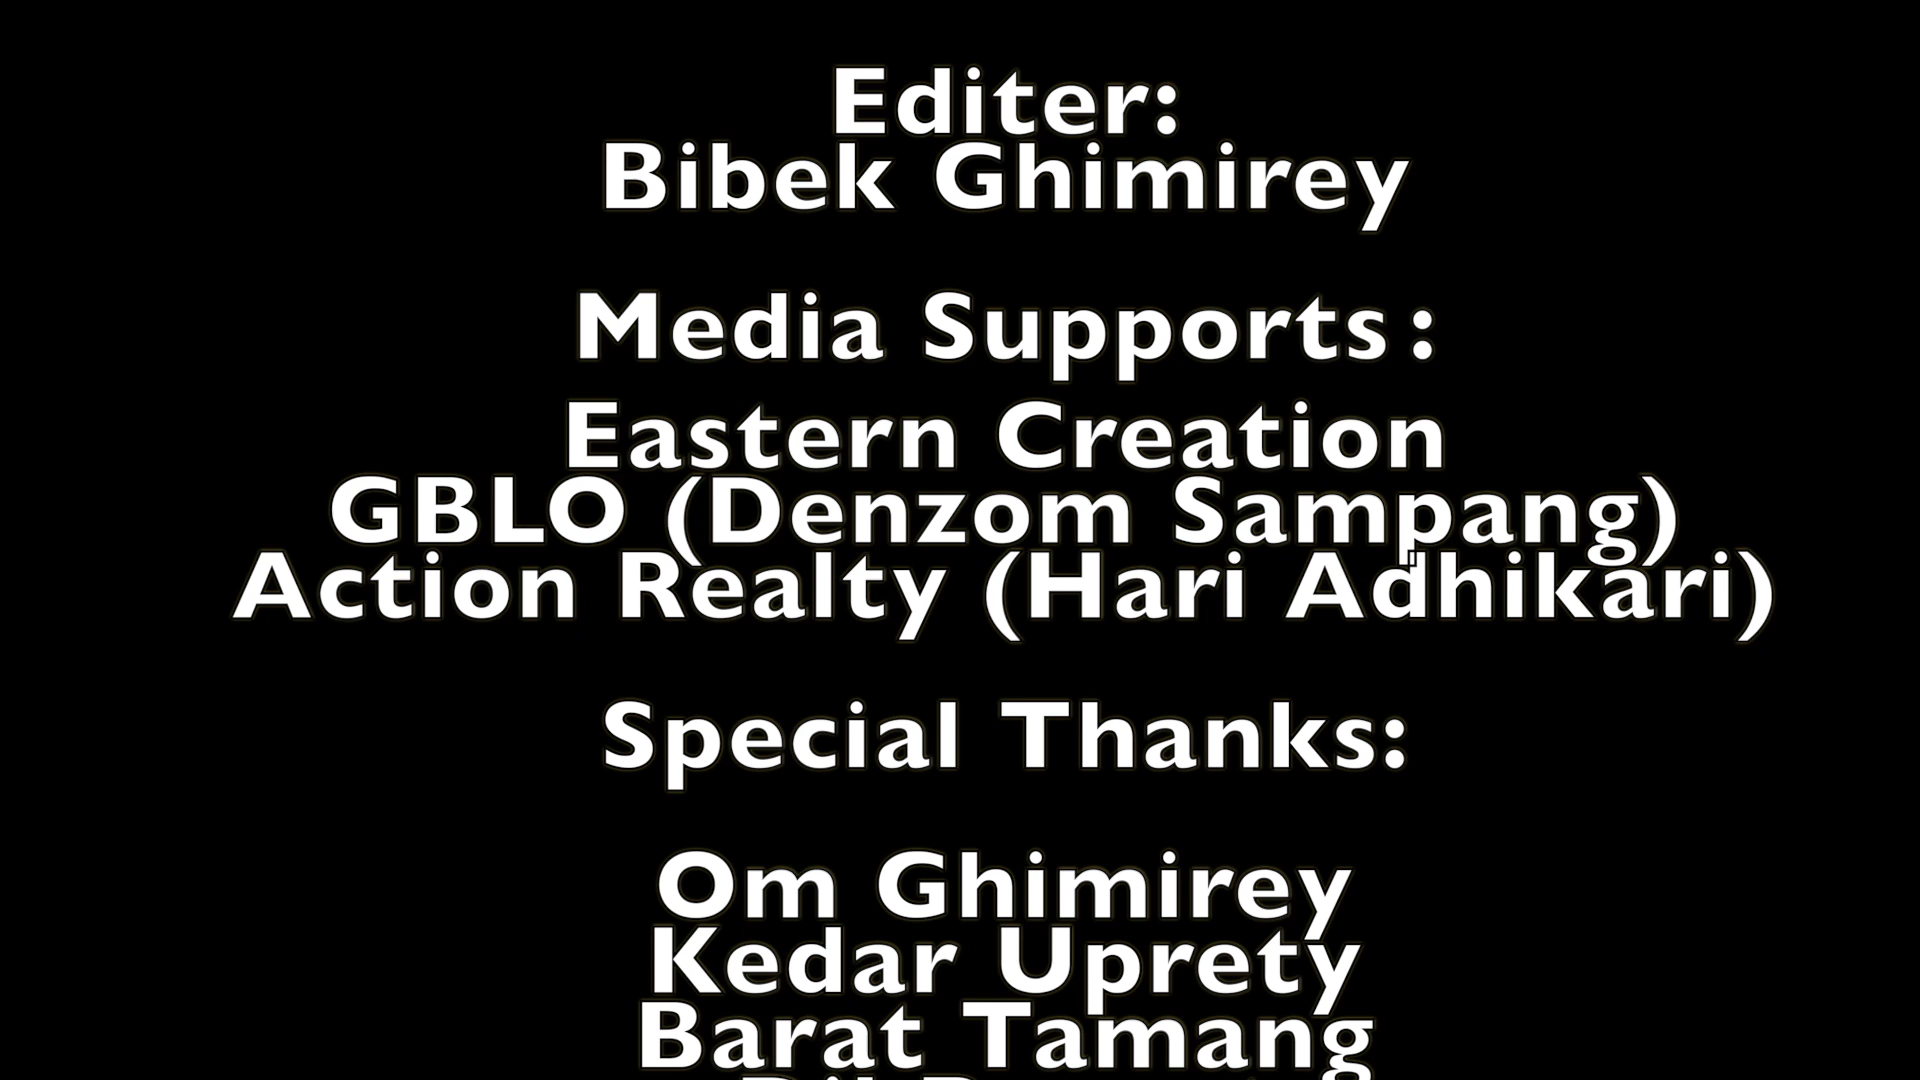 Editer:
Bibek Ghimirey
Media Supports :
Eastern Creation
GBLO (Denzom Sampang)
Action Realty (Hari Adhikari)
Special Thanks:
Om Ghimirey
Kedar Uprety
Barat Tamang